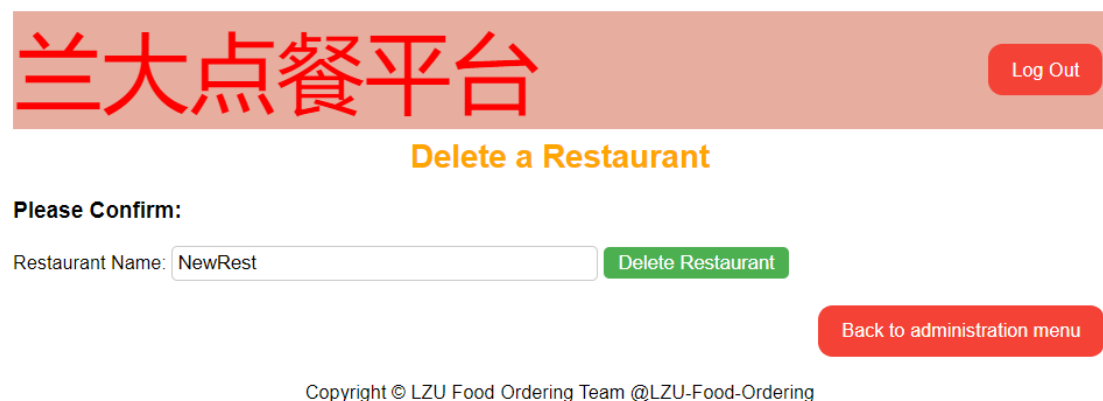 兰大点餐平台
Log Out
Delete a Restaurant
Please Confirm:
Restaurant Name: NewRest Delete Restaurant
Back to administration menu
Copyright © LZU Food Ordering Team @LZU-Food-Ordering